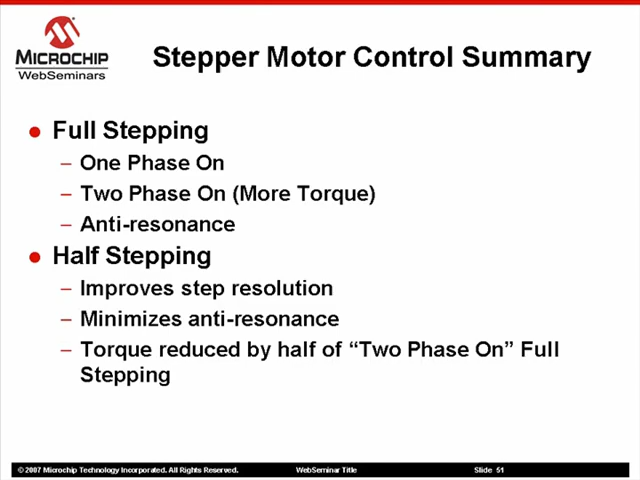 MICROCHIP
WebSeminars
Stepper Motor Control Summary
● Full Stepping
– One Phase On
– Two Phase On (More Torque)
– Anti-resonance
● Half Stepping
– Improves step resolution
– Minimizes anti-resonance
– Torque reduced by half of “Two Phase On” Full
Stepping
© 2007 Microchip Technology Incorporated. All Rights Reserved. WebSeminar Title Slide 51